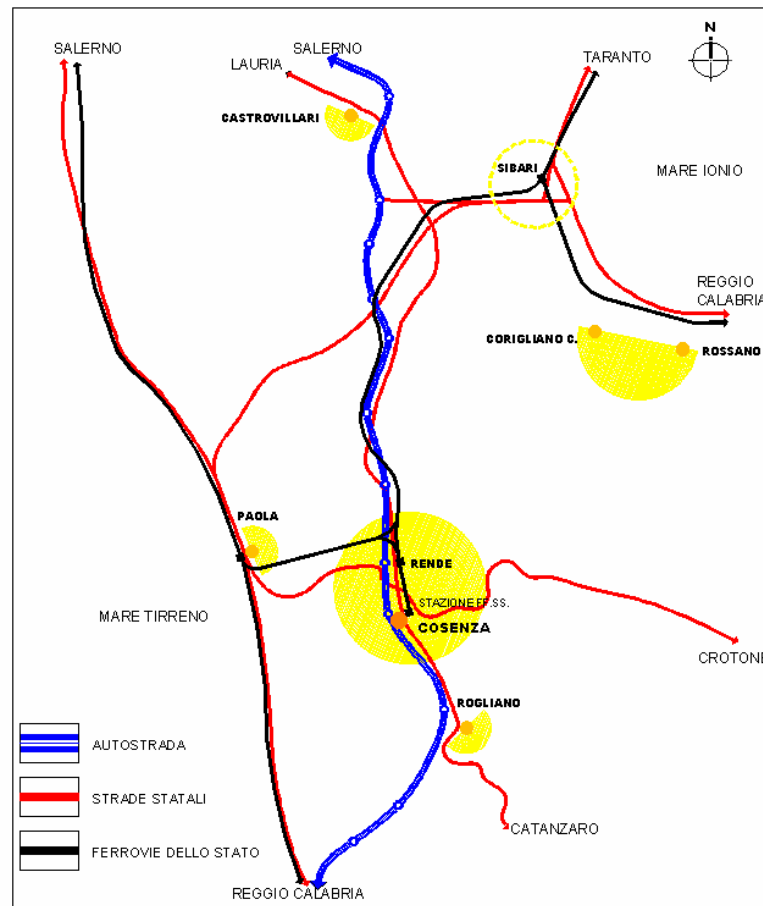 SALERNO
SALERNO
LAURIA
TARANTO
N
CASTROVILLARI
SIBARI
MARE IONIO
REGGIO
CALABRIA
CORIGLIANO C.
ROSSANO
PAOLA
RENDE
STAZIONE FF.SS.
COSENZA
MARE TIRRENO
CROTONE
ROGLIANO
AUTOSTRADA
STRADE STATALI
FERROVIE DELLO STATO
CATANZARO
REGGIO CALABRIA